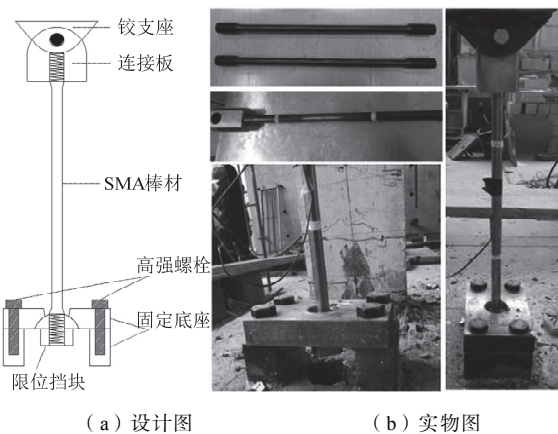 铰支座
连接板
SMA棒材
高强螺栓
固定底座
限位挡块
（a）设计图
（b）实物图